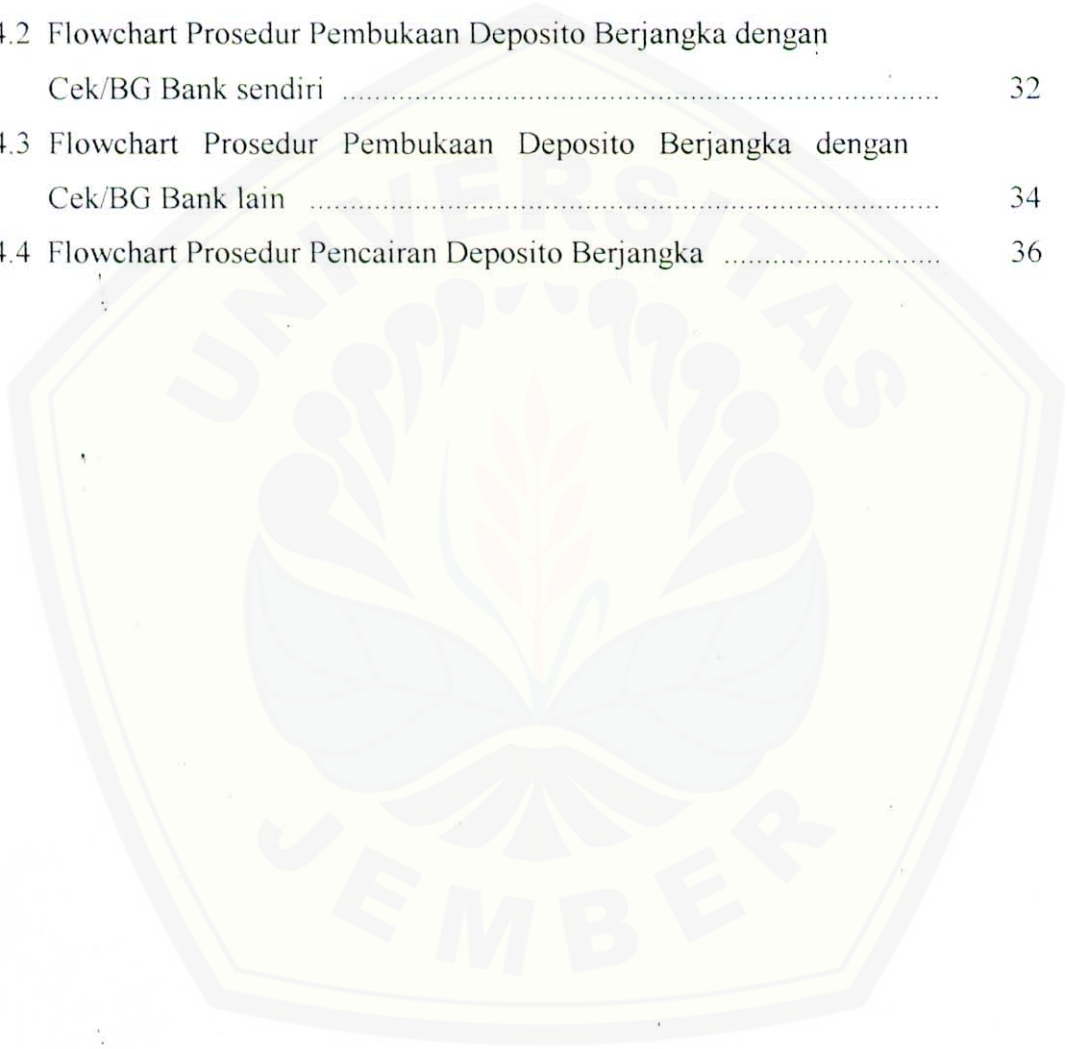 4.2 Flowchart Prosedur Pembukaan Deposito Berjangka dengan
Cek/BG Bank sendiri ........................................................................ 32
4.3 Flowchart Prosedur Pembukaan Deposito Berjangka dengan
Cek/BG Bank lain ............................................................................ 34
4.4 Flowchart Prosedur Pencairan Deposito Berjangka ........................... 36
UNIVERSITAS
JEMBER